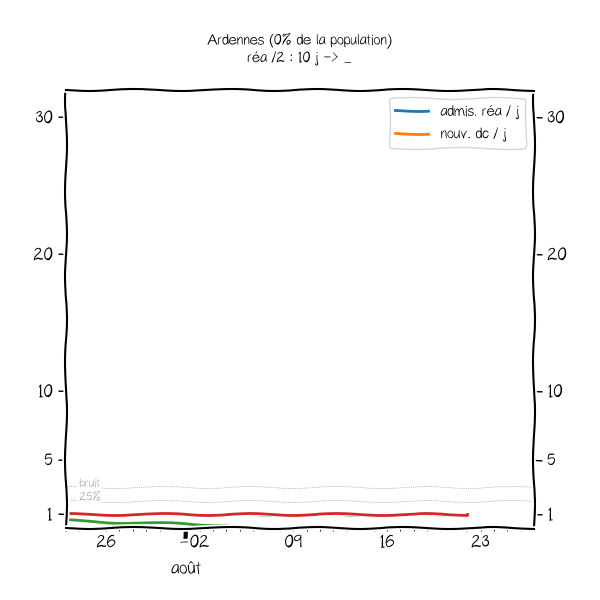 Ardennes (0% de la population)
réa /2 : 10 j -> _
admis. réa / j
nouv. dc / j
30
30
20
20
10
10
5
5
bruit
25%
1
1
26
02
09
16
23
août